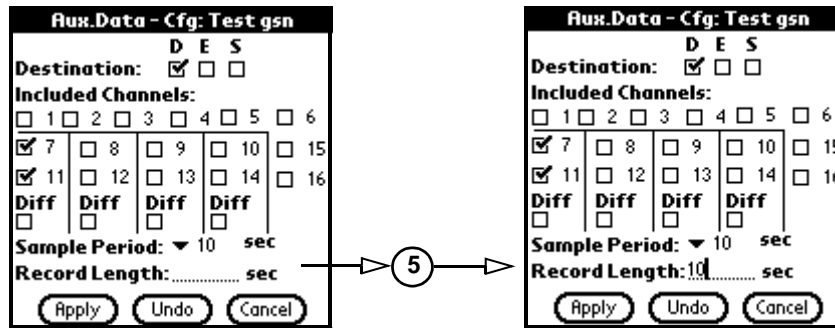 Aux.Data - Cfg: Test gsn
D E S
Destination:
Included Channels:
1 2 3 4 5 6
7 8 9 10 15
11 12 13 14 16
Diff Diff Diff Diff
Sample Period: 10 sec
Record Length: sec
Apply Undo Cancel
5
Aux.Data - Cfg: Test gsn
D E S
Destination:
Included Channels:
1 2 3 4 5 6
7 8 9 10
11 12 13 14
Diff Diff Diff Diff
Sample Period: 10 sec
Record Length: 10 sec
Apply Undo Cancel